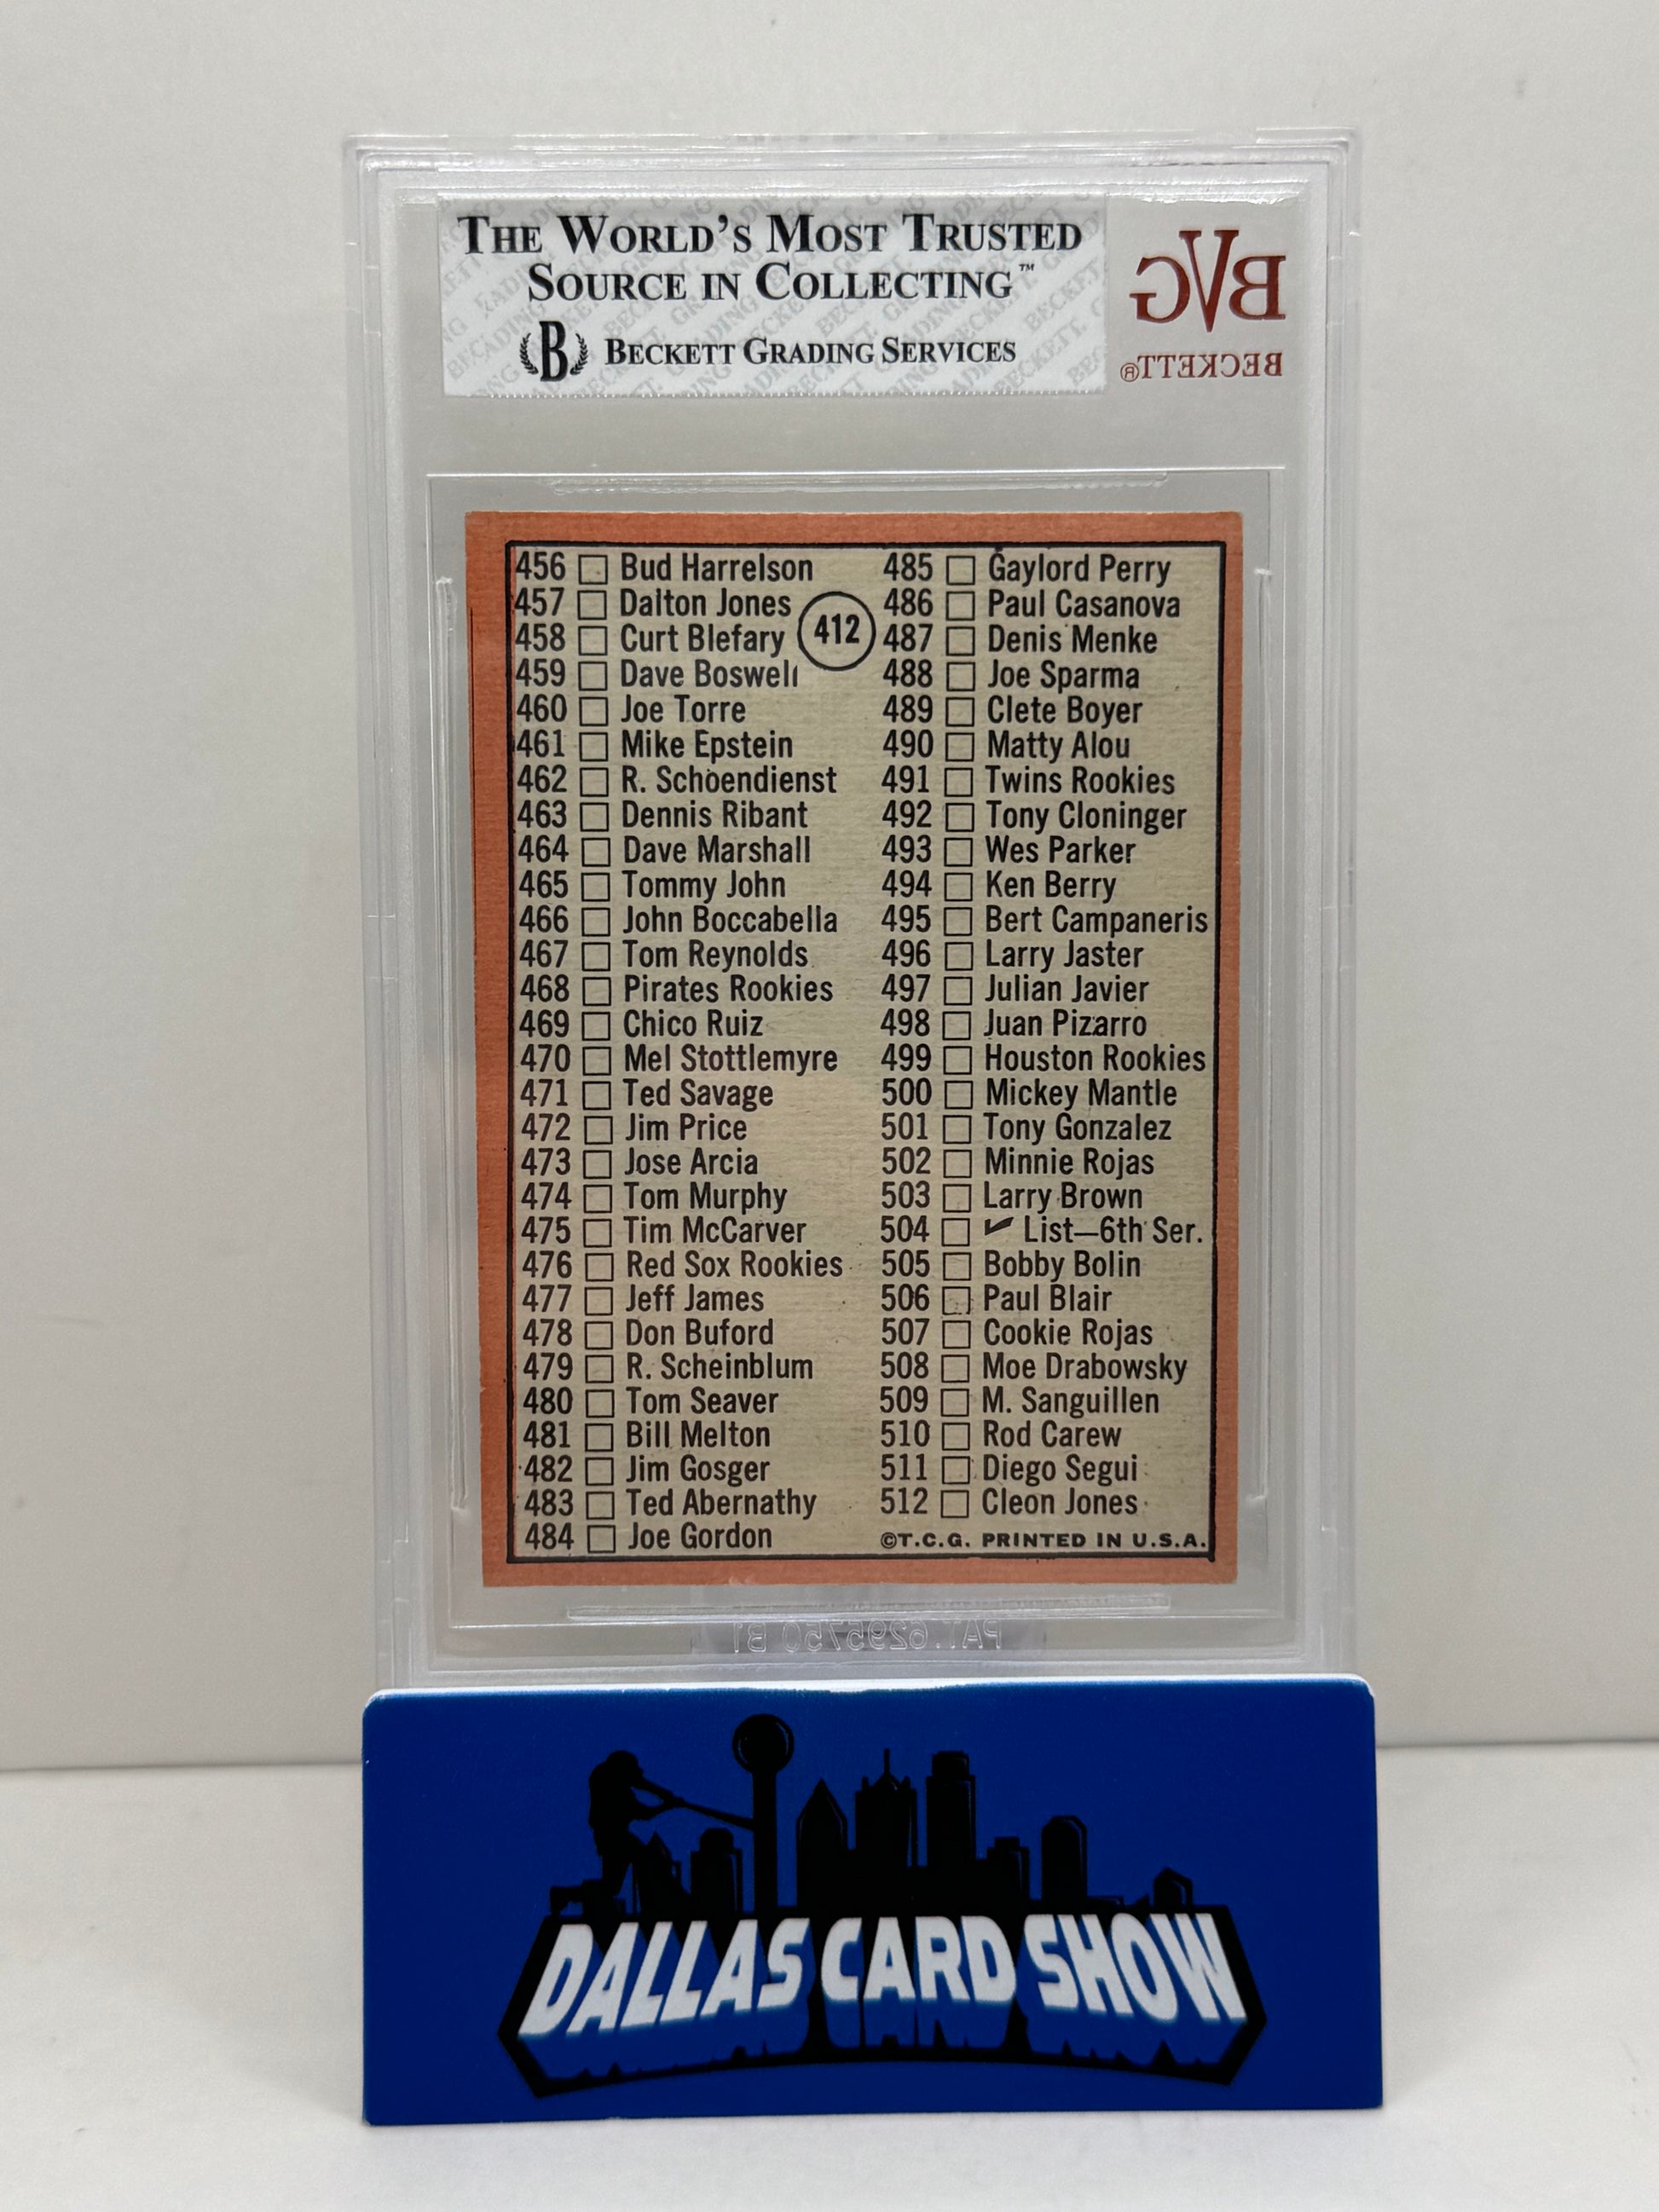 THE WORLD'S MOST TRUSTED
SOURCE IN COLLECTING™
B BECKETT GRADING SERVICES
BVG
BECKETT®
412
456 Bud Harrelson
457 Dalton Jones
458 Curt Blefary
459 Dave Boswell
460 Joe Torre
461 Mike Epstein
462 R. Schoendienst
463 Dennis Ribant
464 Dave Marshall
465 Tommy John
466 John Boccabella
467 Tom Reynolds
468 Pirates Rookies
469 Chico Ruiz
470 Mel Stottlemyre
471 Ted Savage
472 Jim Price
473 Jose Arcia
474 Tom Murphy
475 Tim McCarver
476 Red Sox Rookies
477 Jeff James
478 Don Buford
479 R. Scheinblum
480 Tom Seaver
481 Bill Melton
482 Jim Gosger
483 Ted Abernathy
484 Joe Gordon
485 Gaylord Perry
486 Paul Casanova
487 Denis Menke
488 Joe Sparma
489 Clete Boyer
490 Matty Alou
491 Twins Rookies
492 Tony Cloninger
493 Wes Parker
494 Ken Berry
495 Bert Campaneris
496 Larry Jaster
497 Julian Javier
498 Juan Pizarro
499 Houston Rookies
500 Mickey Mantle
501 Tony Gonzalez
502 Minnie Rojas
503 Larry Brown
504 ✔ List—6th Ser.
505 Bobby Bolin
506 Paul Blair
507 Cookie Rojas
508 Moe Drabowsky
509 M. Sanguillen
510 Rod Carew
511 Diego Segui
512 Cleon Jones
©T.C.G. PRINTED IN U.S.A.
PAT. 6295750 B1
DALLAS CARD SHOW